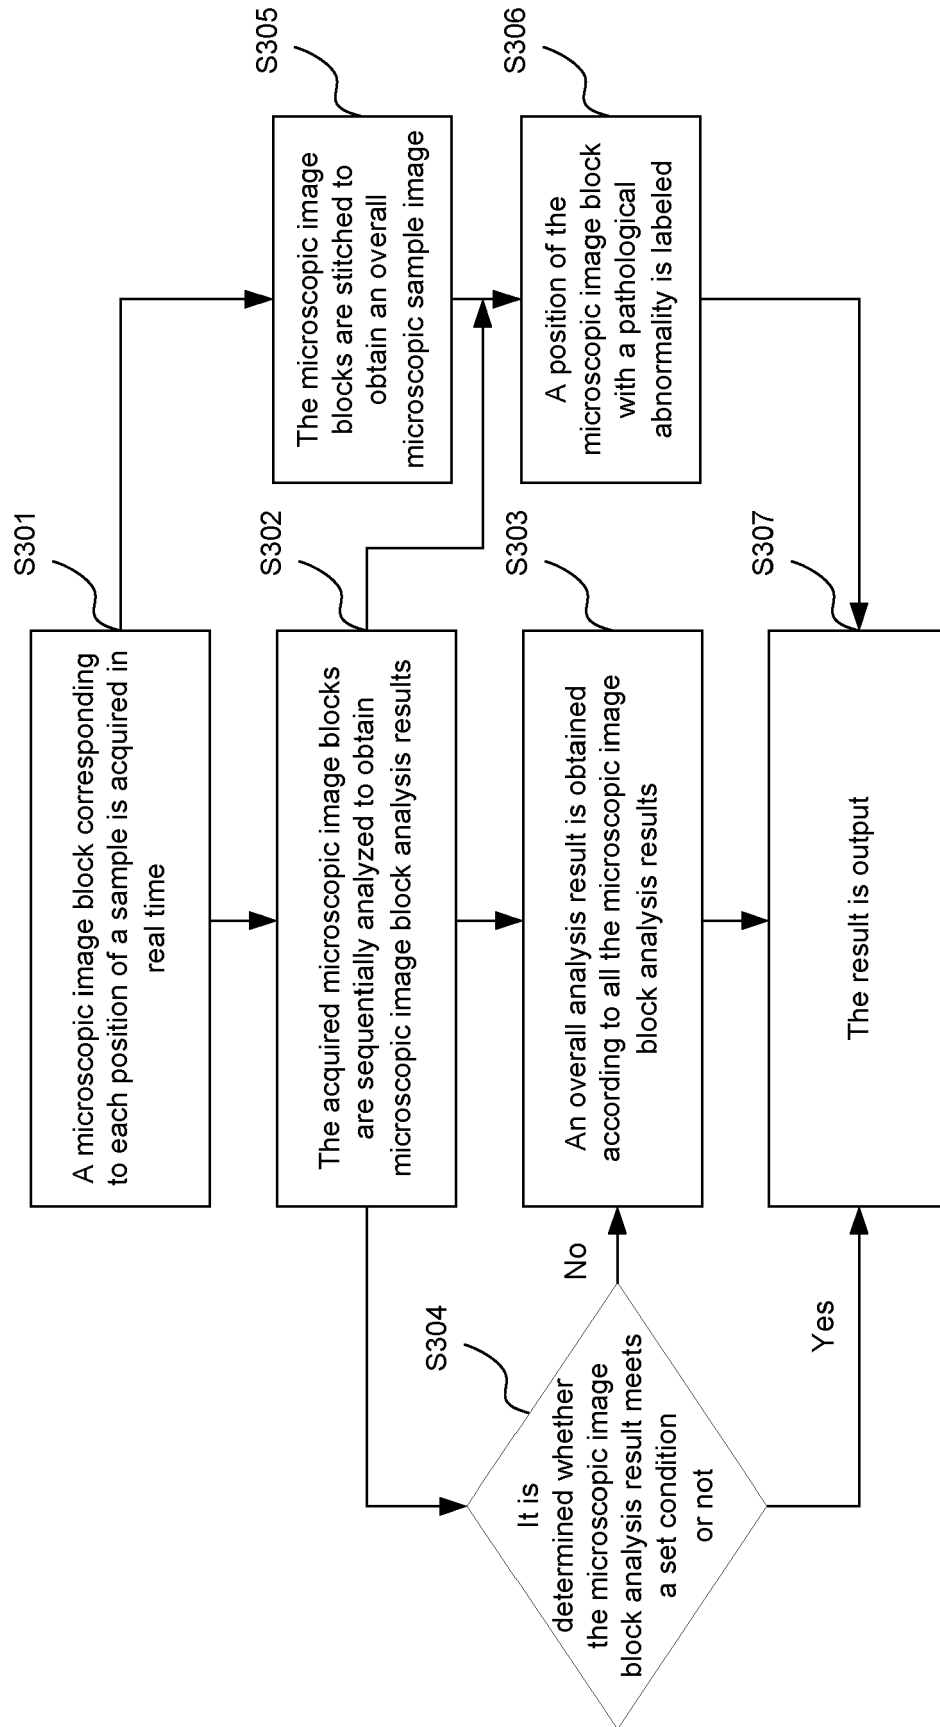 S301
A microscopic image block corresponding
to each position of a sample is acquired in
real time
S302
The acquired microscopic image blocks
are sequentially analyzed to obtain
microscopic image block analysis results
S305
The microscopic image
blocks are stitched to
obtain an overall
microscopic sample image
S304
It is
determined whether
the microscopic image
block analysis result meets
a set condition
or not
No
Yes
S303
An overall analysis result is obtained
according to all the microscopic image
block analysis results
S306
A position of the
microscopic image block
with a pathological
abnormality is labeled
S307
The result is output